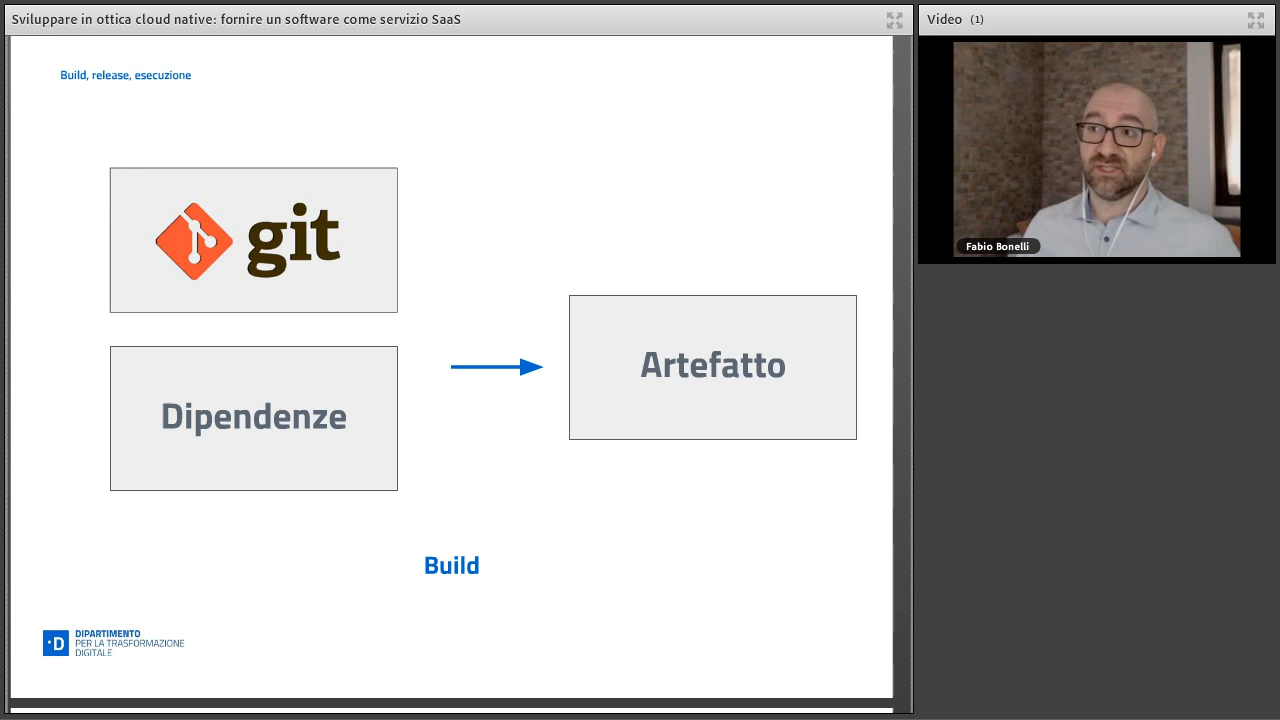 Sviluppare in ottica cloud native: fornire un software come servizio SaaS
Video (1)
Build, release, esecuzione
git
Dipendenze
Artefatto
Build
·D
DIPARTIMENTO
PER LA TRASFORMAZIONE
DIGITALE
Fabio Bonelli